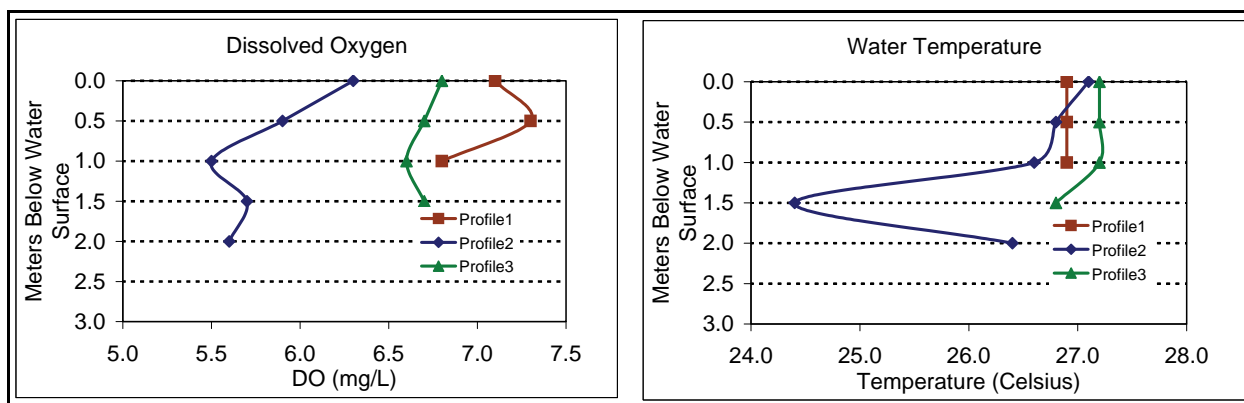 Dissolved Oxygen
Meters Below Water
Surface
0.0
0.5
1.0
1.5
2.0
2.5
3.0
5.0 5.5 6.0 6.5 7.0 7.5
DO (mg/L)
Profile1
Profile2
Profile3
Water Temperature
Meters Below Water
Surface
0.0
0.5
1.0
1.5
2.0
2.5
3.0
24.0 25.0 26.0 27.0 28.0
Temperature (Celsius)
Profile1
Profile2
Profile3